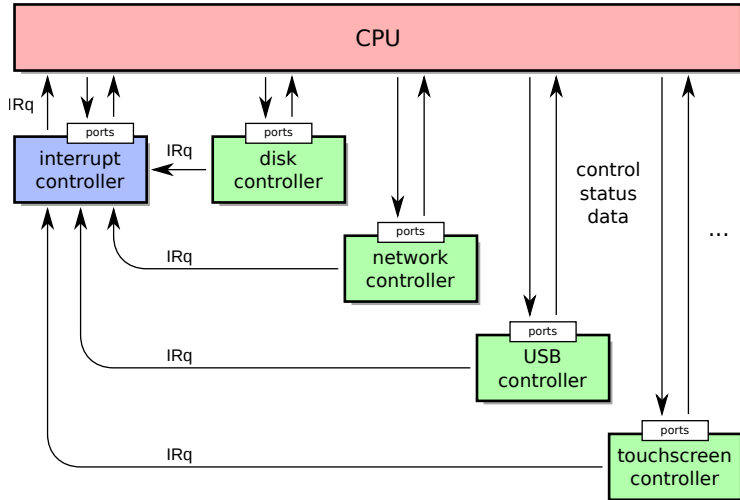 CPU
IRq
ports
interrupt
controller
IRq
ports
disk
controller
control
status
data
...
ports
network
controller
IRq
ports
USB
controller
IRq
ports
touchscreen
controller
IRq